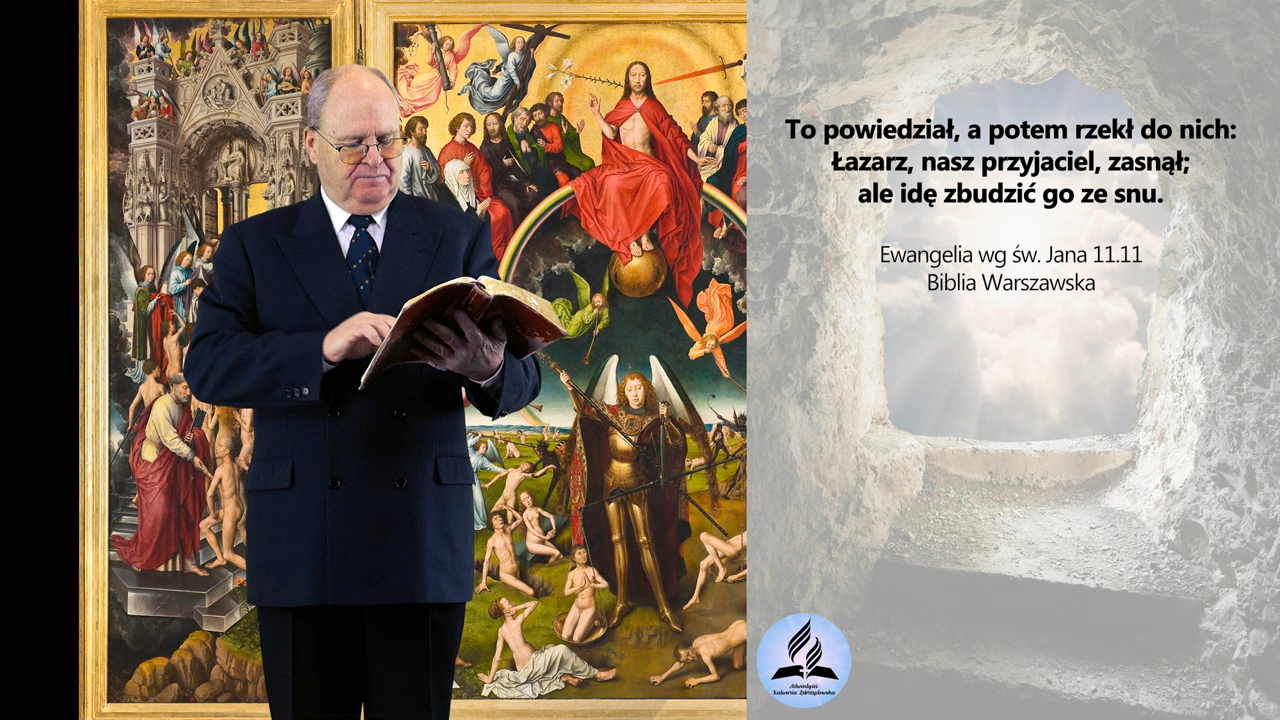 To powiedział, a potem rzekł do nich:
Łazarz, nasz przyjaciel, zasnął;
ale idę zbudzić go ze snu.
Ewangelia wg św. Jana 11.11
Biblia Warszawska
Adwentyści
Kalwaria Zebrzydowska